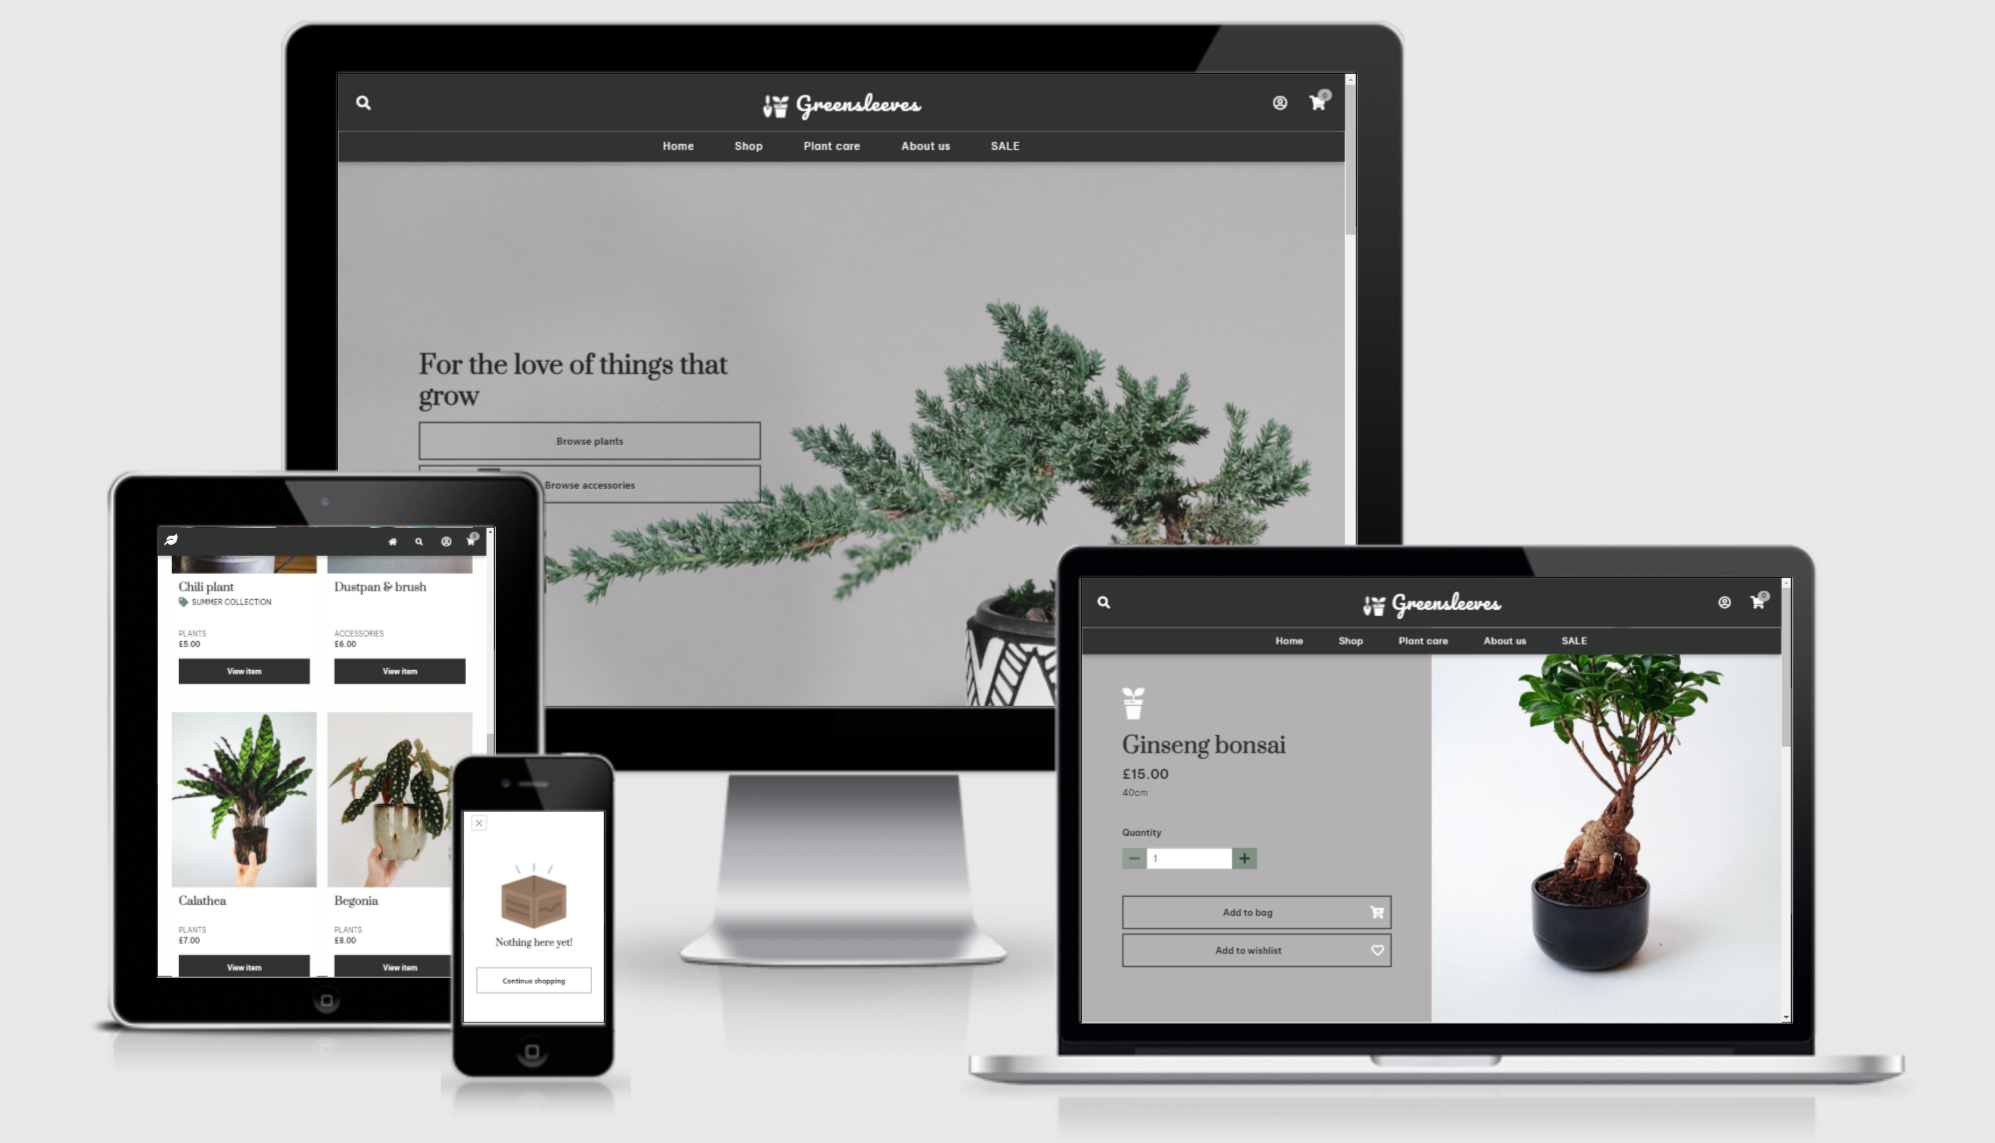 Greensleeves
0
Home Shop Plant care About us SALE
For the love of things that
grow
Browse plants
Browse accessories
0
Chili plant
SUMMER COLLECTION
PLANTS
£5.00
View item
Dustpan & brush
ACCESSORIES
£6.00
View item
Calathea
PLANTS
£7.00
View item
Begonia
PLANTS
£8.00
View item
Nothing here yet!
Continue shopping
Greensleeves
0
Home Shop Plant care About us SALE
Ginseng bonsai
£15.00
40cm
Quantity
1
Add to bag
Add to wishlist